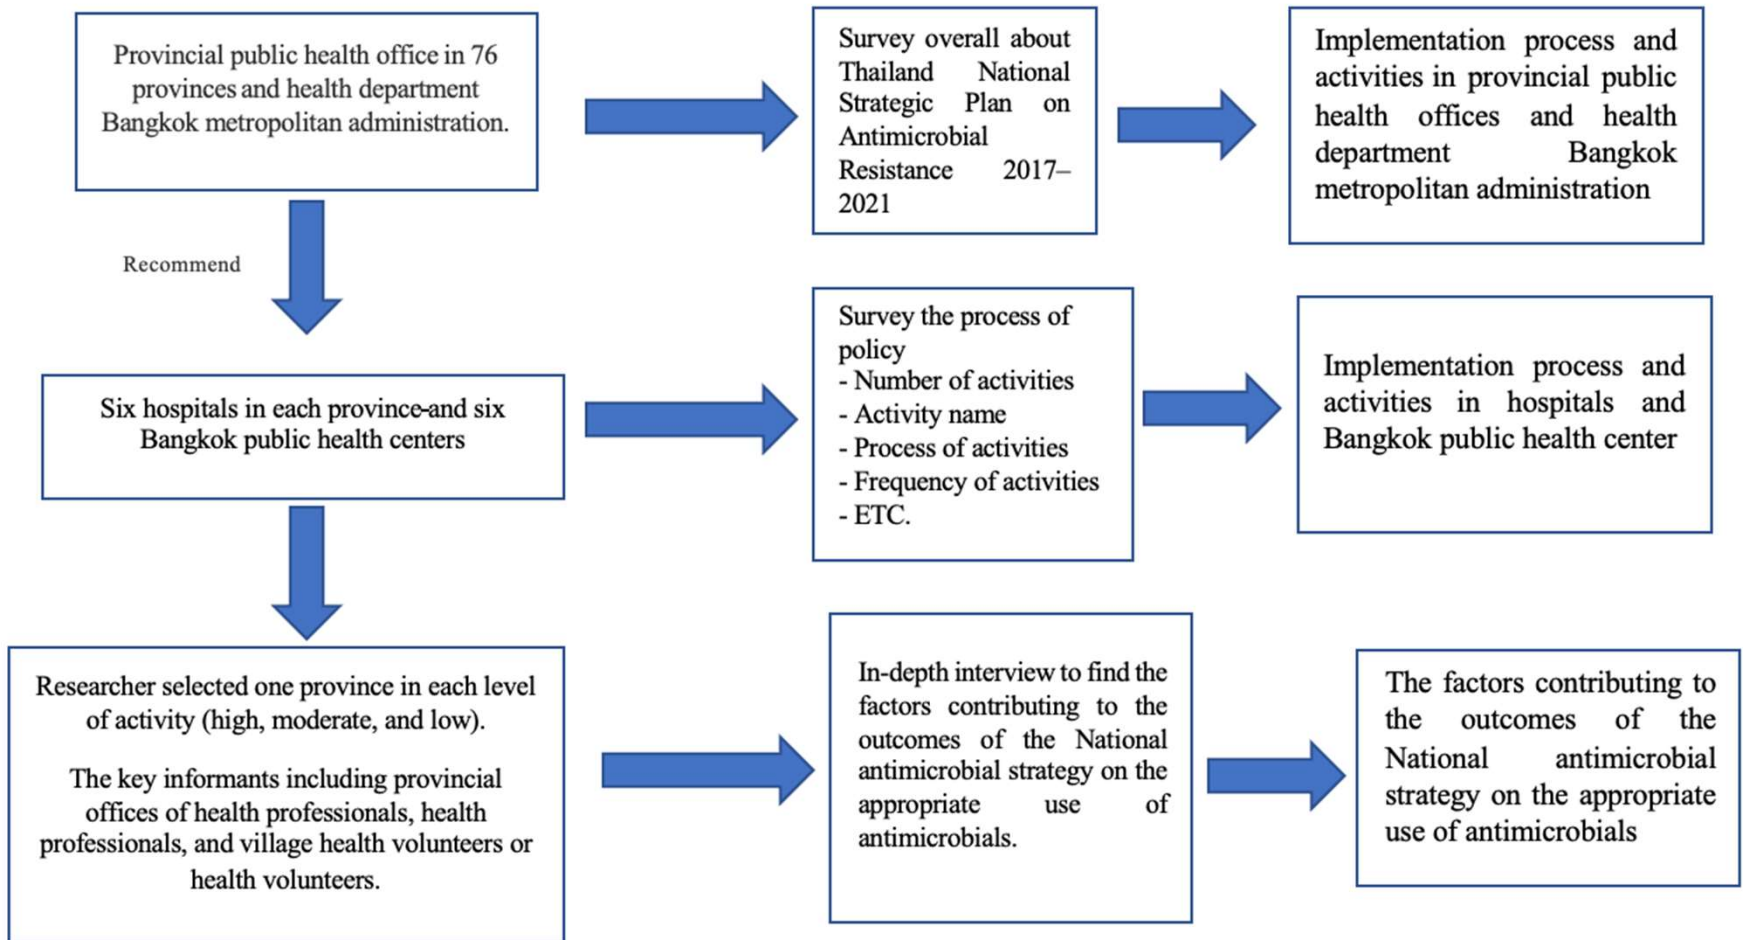 Provincial public health office in 76
provinces and health department
Bangkok metropolitan administration.
Survey overall about
Thailand National
Strategic Plan on
Antimicrobial
Resistance 2017–
2021
Implementation process and
activities in provincial public
health offices and health
department Bangkok
metropolitan administration
Recommend
Six hospitals in each province-and six
Bangkok public health centers
Survey the process of
policy
- Number of activities
- Activity name
- Process of activities
- Frequency of activities
- ETC.
Implementation process and
activities in hospitals and
Bangkok public health center
Researcher selected one province in each level
of activity (high, moderate, and low).
The key informants including provincial
offices of health professionals, health
professionals, and village health volunteers or
health volunteers.
In-depth interview to find the
factors contributing to the
outcomes of the National
antimicrobial strategy on the
appropriate use of
antimicrobials.
The factors contributing to
the outcomes of the
National antimicrobial
strategy on the appropriate
use of antimicrobials